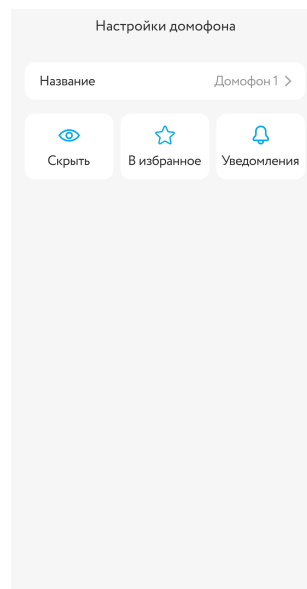 Настройки домофона
Название Домофон 1
Скрыть В избранное Уведомления